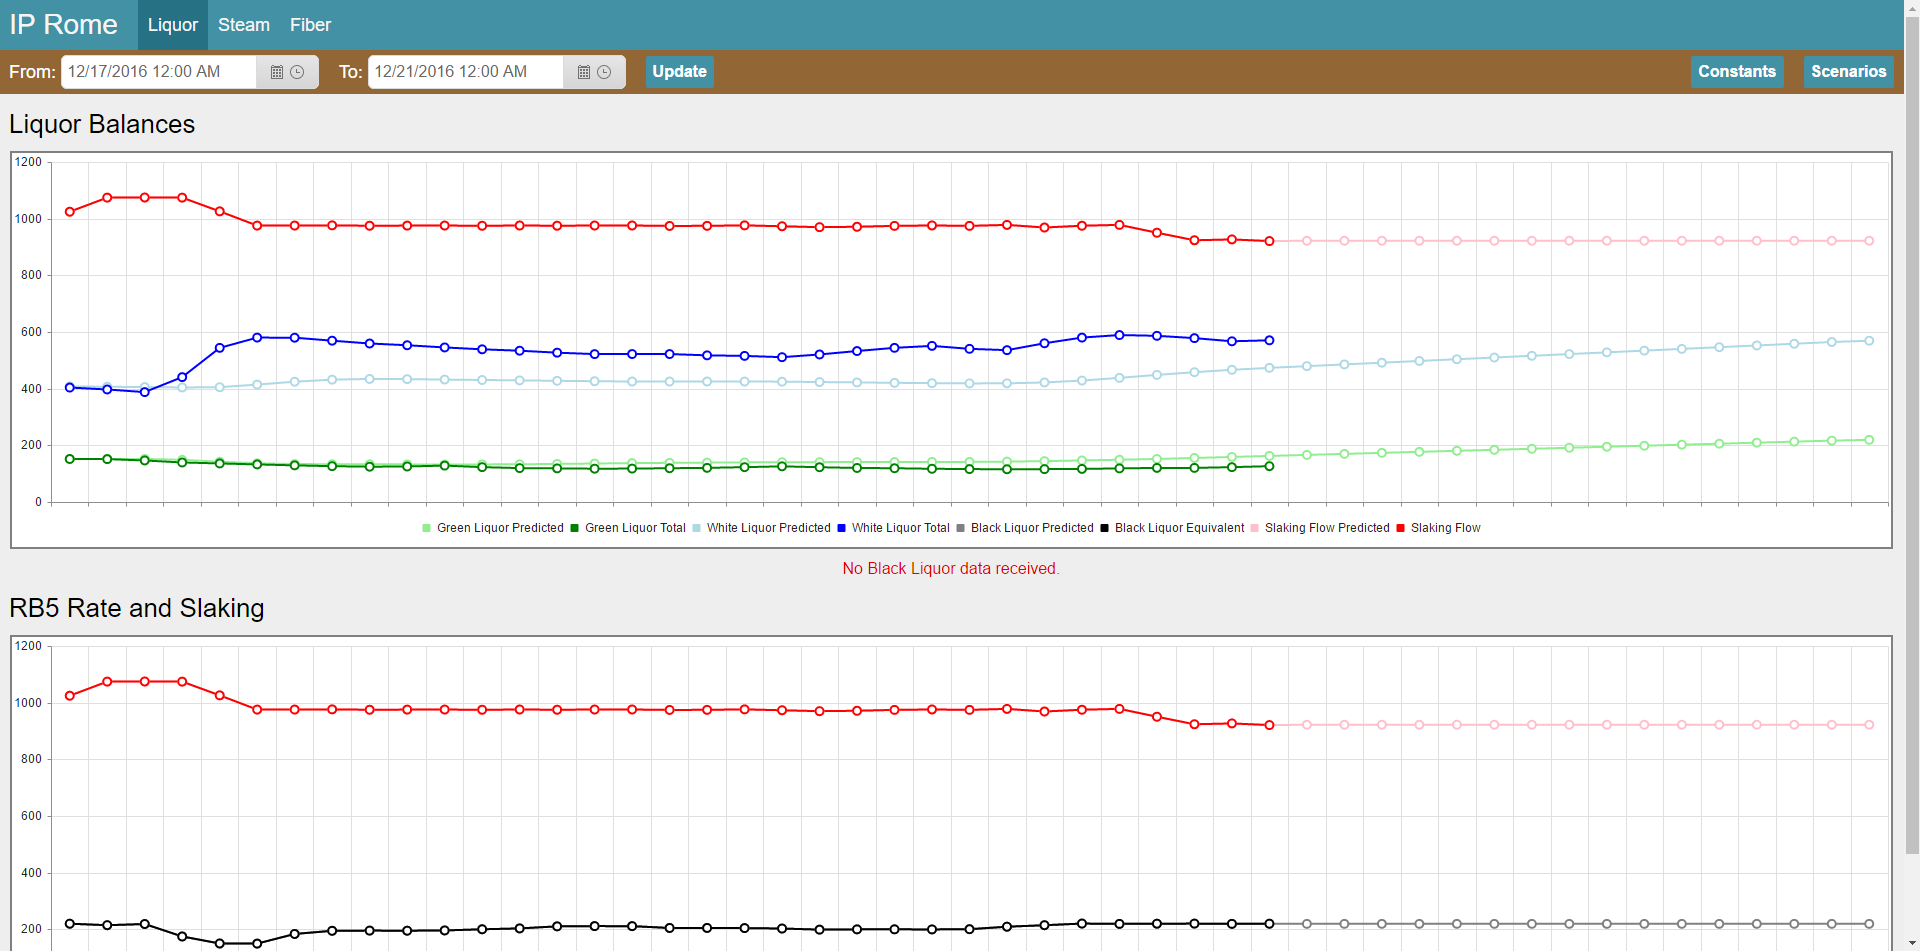 IP Rome Liquor Steam Fiber
From: 12/17/2016 12:00 AM To: 12/21/2016 12:00 AM Update Constants Scenarios
Liquor Balances
1200
1000
800
600
400
200
0
Green Liquor Predicted Green Liquor Total White Liquor Predicted White Liquor Total Black Liquor Predicted Black Liquor Equivalent Slaking Flow Predicted Slaking Flow
No Black Liquor data received.
RB5 Rate and Slaking
1200
1000
800
600
400
200